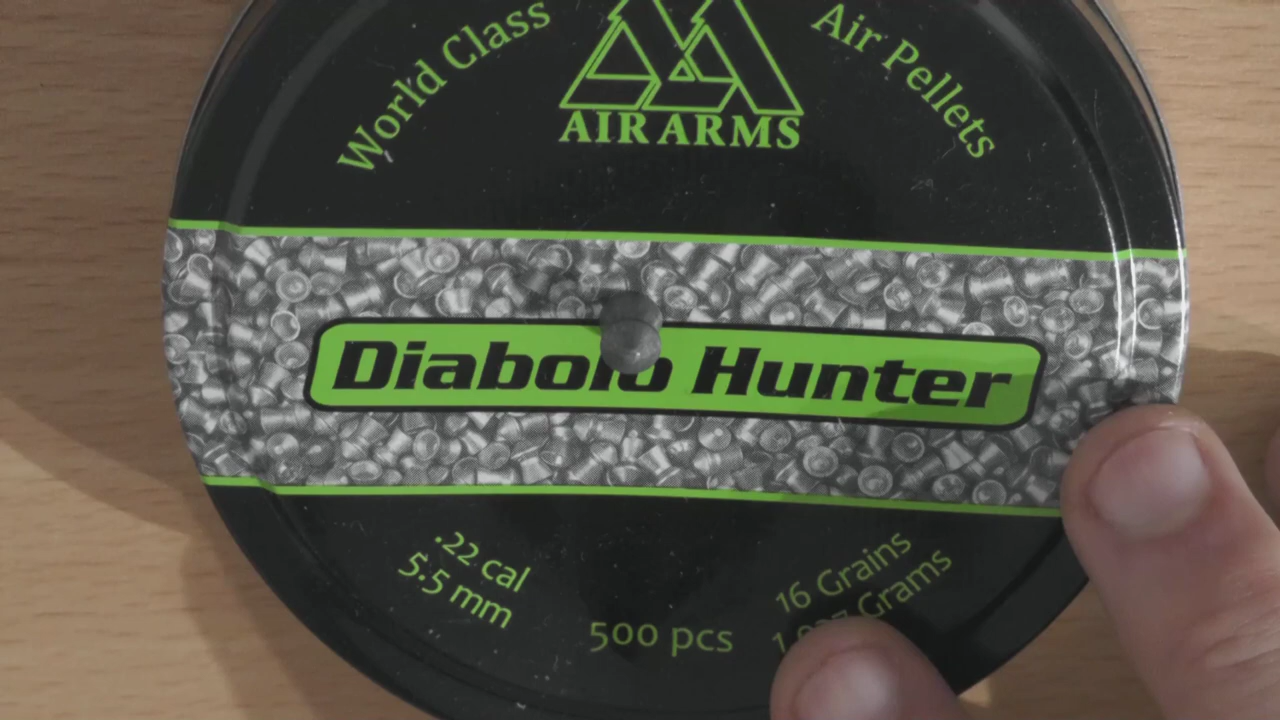 World Class
Air Pellets
AIR ARMS
Diabolo Hunter
.22 cal
5.5 mm
500 pcs
16 Grains
Grams